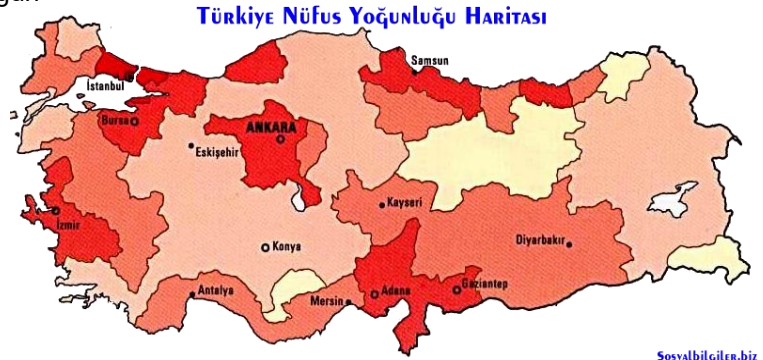 Türkiye Nüfus Yoğunluğu Haritası
Samsun
İstanbul
Bursa
ANKARA
Eskişehir
Kayseri
İzmir
Konya
Diyarbakır
Antalya
Mersin
Adana
Gaziantep
Sosyalbilgiler.biz